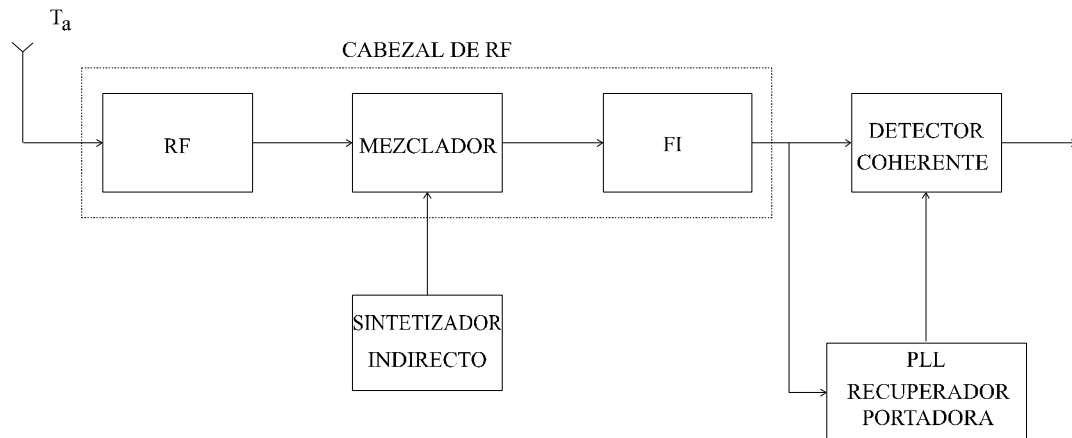 Ta
CABEZAL DE RF
RF
MEZCLADOR
FI
DETECTOR
COHERENTE
SINTETIZADOR
INDIRECTO
PLL
RECUPERADOR
PORTADORA